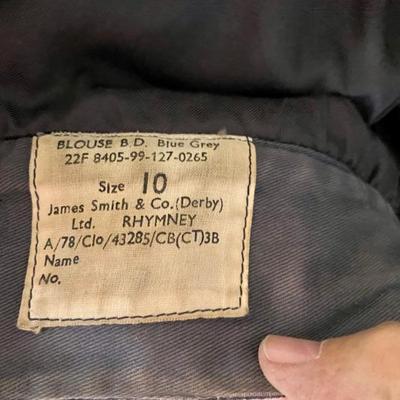 BLOUSE B.D. Blue Grey
22F 8405-99-127-0265
Size 10
James Smith & Co.(Derby)
Ltd. RHYMNEY
A/78/Clo/43285/CB(CT)3B
Name
No.